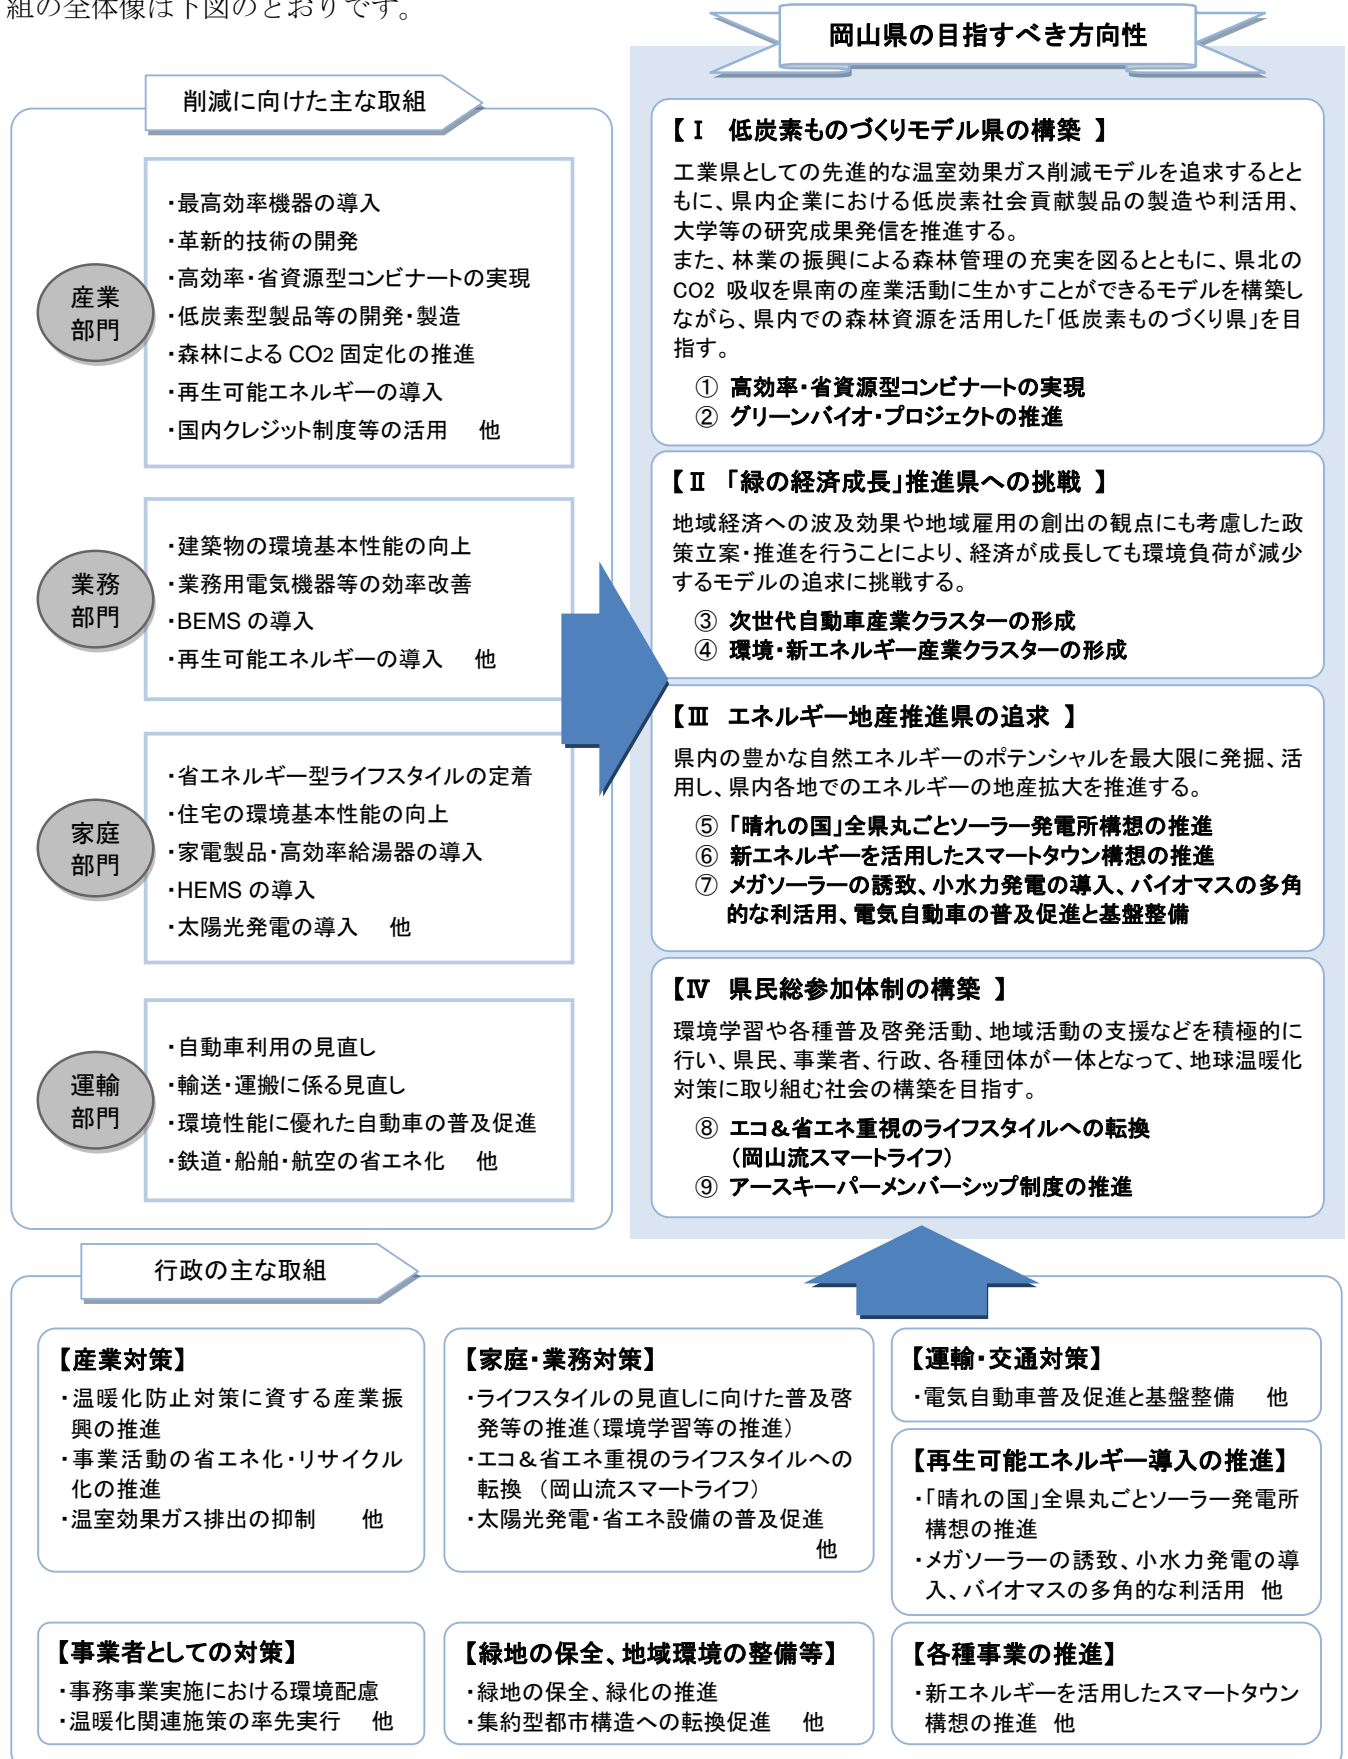 組の全体像は下図のとおりです。
岡山県の目指すべき方向性
削減に向けた主な取組
産業
部門
・最高効率機器の導入
・革新的技術の開発
・高効率・省資源型コンビナートの実現
・低炭素型製品等の開発・製造
・森林による CO2 固定化の推進
・再生可能エネルギーの導入
・国内クレジット制度等の活用　他
業務
部門
・建築物の環境基本性能の向上
・業務用電気機器等の効率改善
・BEMS の導入
・再生可能エネルギーの導入　他
家庭
部門
・省エネルギー型ライフスタイルの定着
・住宅の環境基本性能の向上
・家電製品・高効率給湯器の導入
・HEMS の導入
・太陽光発電の導入　他
運輸
部門
・自動車利用の見直し
・輸送・運搬に係る見直し
・環境性能に優れた自動車の普及促進
・鉄道・船舶・航空の省エネ化　他
【Ⅰ　低炭素ものづくりモデル県の構築 】
工業県としての先進的な温室効果ガス削減モデルを追求するとと
もに、県内企業における低炭素社会貢献製品の製造や利活用、
大学等の研究成果発信を推進する。
また、林業の振興による森林管理の充実を図るとともに、県北の
CO2 吸収を県南の産業活動に生かすことができるモデルを構築し
ながら、県内での森林資源を活用した「低炭素ものづくり県」を目
指す。
① 高効率・省資源型コンビナートの実現
② グリーンバイオ・プロジェクトの推進
【Ⅱ 「緑の経済成長」推進県への挑戦 】
地域経済への波及効果や地域雇用の創出の観点にも考慮した政
策立案・推進を行うことにより、経済が成長しても環境負荷が減少
するモデルの追求に挑戦する。
③ 次世代自動車産業クラスターの形成
④ 環境・新エネルギー産業クラスターの形成
【Ⅲ エネルギー地産推進県の追求 】
県内の豊かな自然エネルギーのポテンシャルを最大限に発掘、活
用し、県内各地でのエネルギーの地産拡大を推進する。
⑤ 「晴れの国」全県丸ごとソーラー発電所構想の推進
⑥ 新エネルギーを活用したスマートタウン構想の推進
⑦ メガソーラーの誘致、小水力発電の導入、バイオマスの多角
的な利活用、電気自動車の普及促進と基盤整備
【Ⅳ 県民総参加体制の構築 】
環境学習や各種普及啓発活動、地域活動の支援などを積極的に
行い、県民、事業者、行政、各種団体が一体となって、地球温暖化
対策に取り組む社会の構築を目指す。
⑧ エコ＆省エネ重視のライフスタイルへの転換
（岡山流スマートライフ）
⑨ アースキーパーメンバーシップ制度の推進
行政の主な取組
【産業対策】
・温暖化防止対策に資する産業振
興の推進
・事業活動の省エネ化・リサイクル
化の推進
・温室効果ガス排出の抑制　他
【家庭・業務対策】
・ライフスタイルの見直しに向けた普及啓
発等の推進（環境学習等の推進）
・エコ＆省エネ重視のライフスタイルへの
転換 （岡山流スマートライフ）
・太陽光発電・省エネ設備の普及促進
他
【運輸・交通対策】
・電気自動車普及促進と基盤整備　他
【再生可能エネルギー導入の推進】
・「晴れの国」全県丸ごとソーラー発電所
構想の推進
・メガソーラーの誘致、小水力発電の導
入、バイオマスの多角的な利活用 他
【事業者としての対策】
・事務事業実施における環境配慮
・温暖化関連施策の率先実行　他
【緑地の保全、地域環境の整備等】
・緑地の保全、緑化の推進
・集約型都市構造への転換促進　他
【各種事業の推進】
・新エネルギーを活用したスマートタウン
構想の推進 他